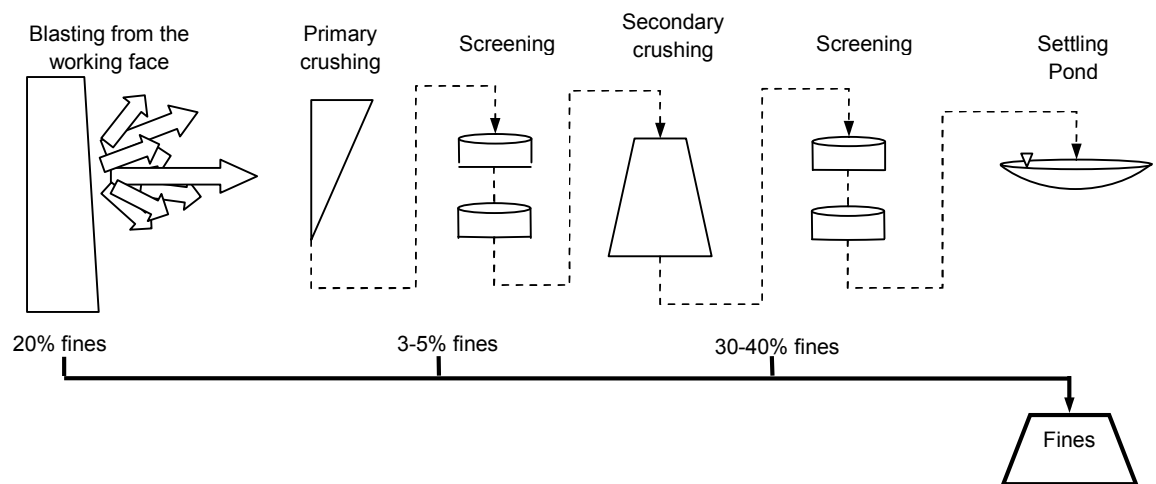 Blasting from the
working face
Primary
crushing
Screening
Secondary
crushing
Screening
Settling
Pond
20% fines
3-5% fines
30-40% fines
Fines